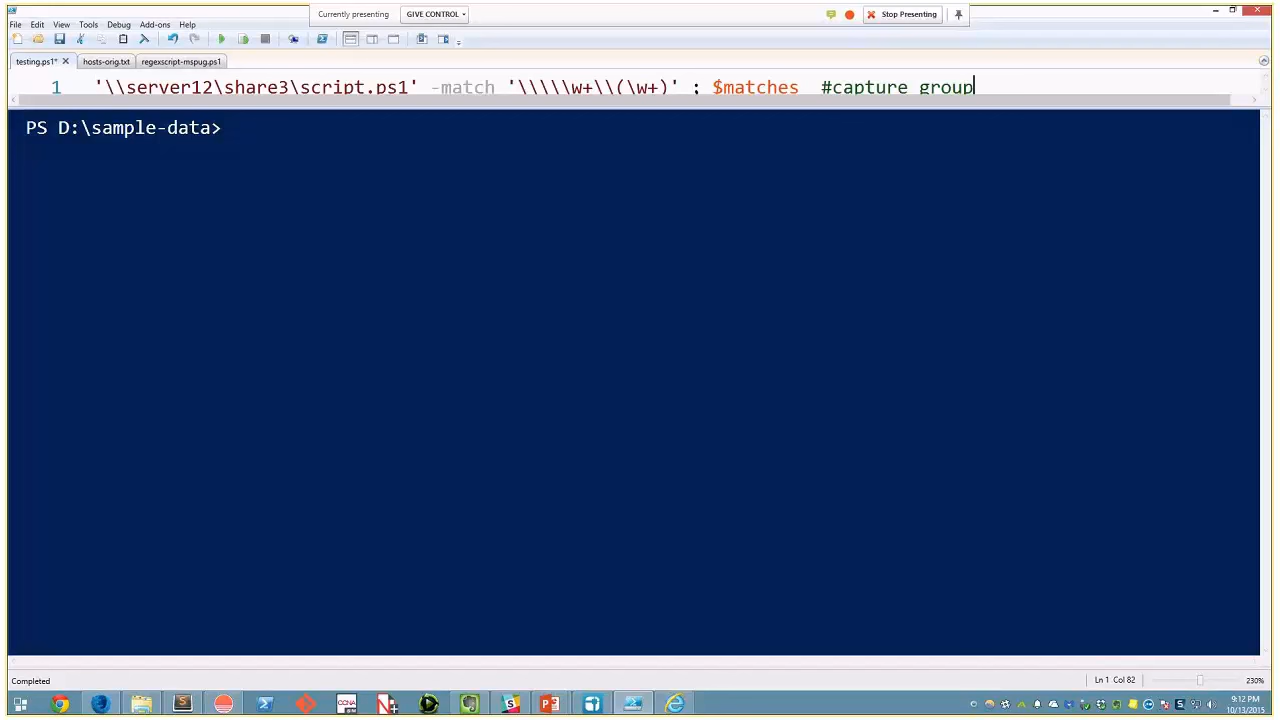 Currently presenting GIVE CONTROL Stop Presenting
File Edit View Tools Debug Add-ons Help
testing.ps1* hosts-orig.txt regexscript-mspug.ps1
1 '\\server12\share3\script.ps1' -match '\\\\\w+\\(\w+)' ; $matches #capture group
PS D:\sample-data>
Completed Ln 1 Col 82 230%
CCNA
9:12 PM
10/13/2015